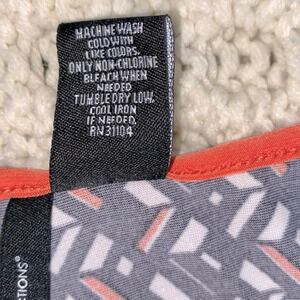 MACHINE WASH
COLD WITH
LIKE COLORS.
ONLY NON-CHLORINE
BLEACH WHEN
NEEDED
TUMBLE DRY LOW.
COOL IRON
IF NEEDED.
RN 31104
CTIONS®